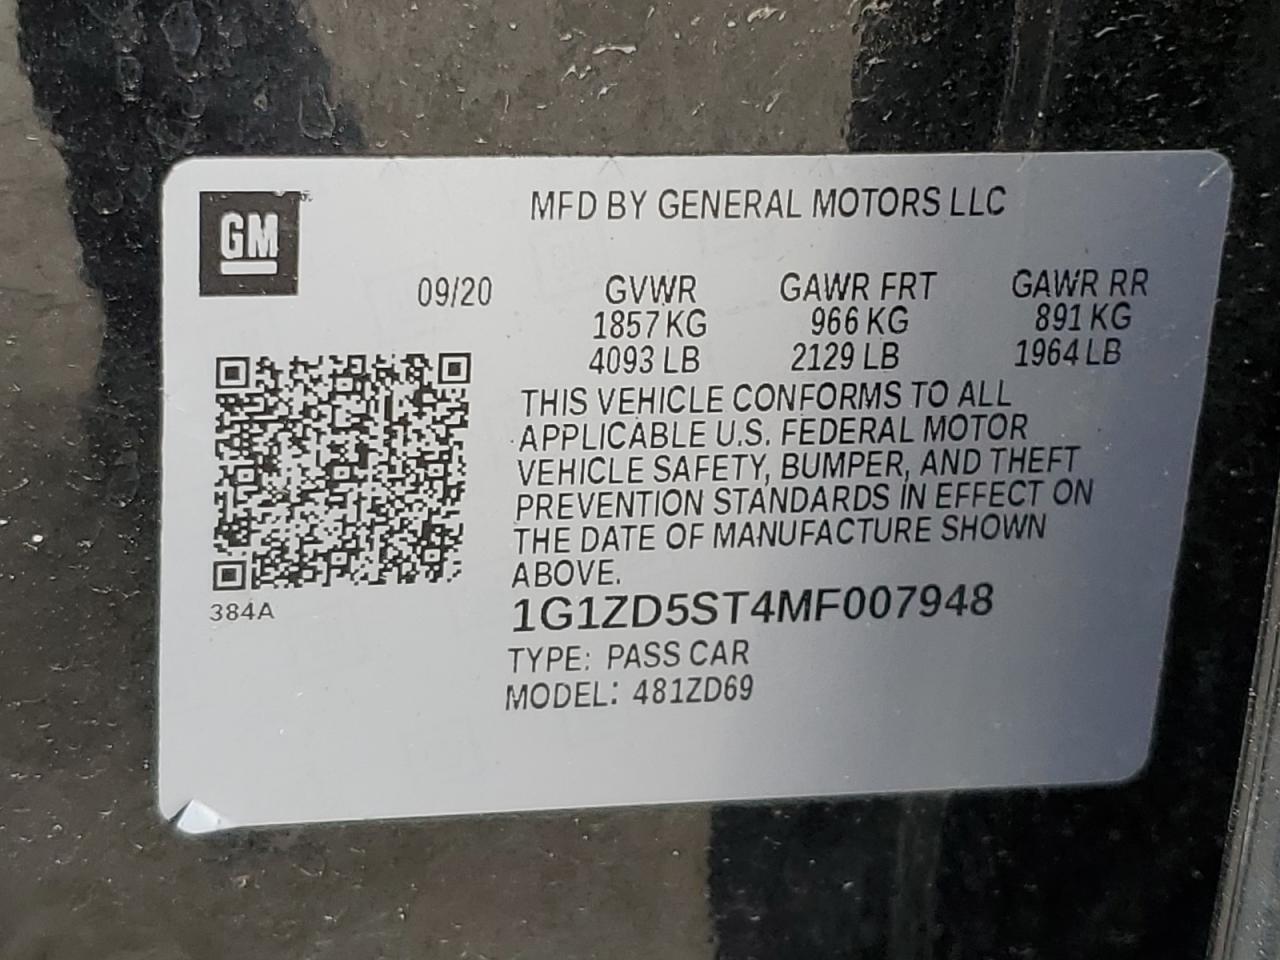 GM
MFD BY GENERAL MOTORS LLC
09/20
GVWR GAWR FRT GAWR RR
1857 KG 966 KG 891 KG
4093 LB 2129 LB 1964 LB
THIS VEHICLE CONFORMS TO ALL
APPLICABLE U.S. FEDERAL MOTOR
VEHICLE SAFETY, BUMPER, AND THEFT
PREVENTION STANDARDS IN EFFECT ON
THE DATE OF MANUFACTURE SHOWN
ABOVE.
384A
1G1ZD5ST4MF007948
TYPE: PASS CAR
MODEL: 481ZD69